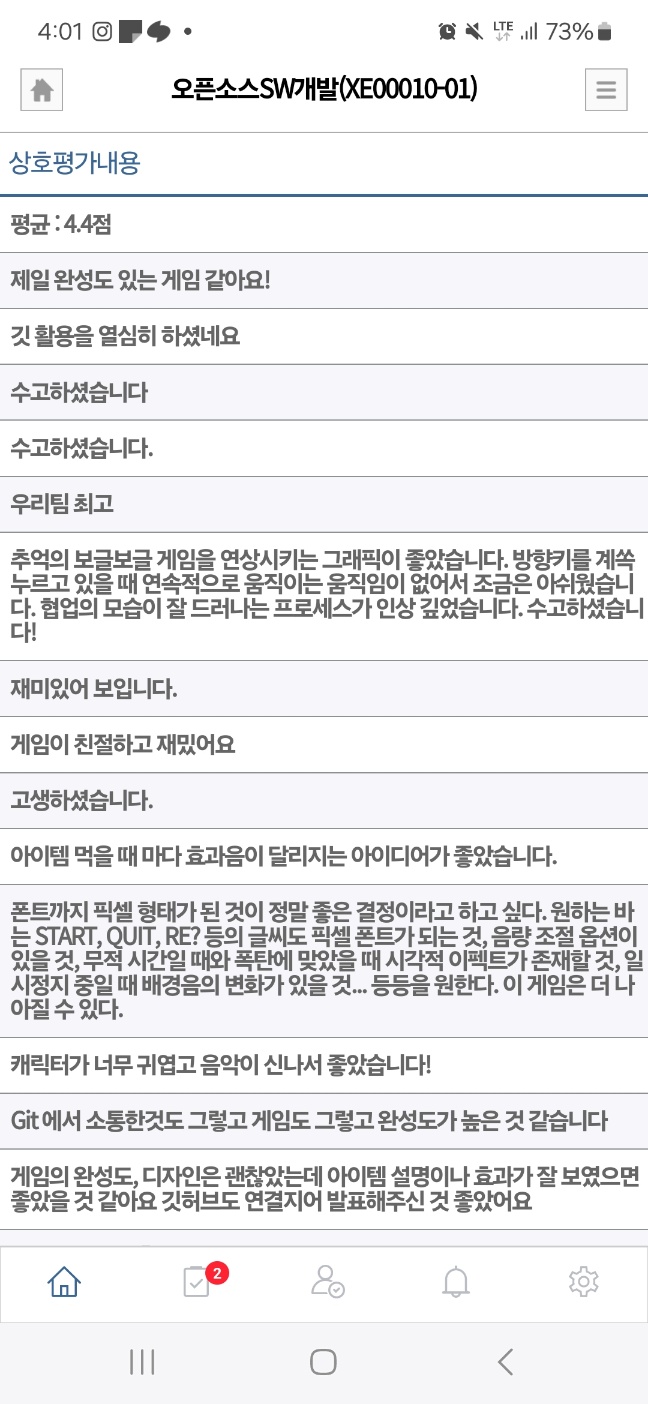 4:01
LTE
73%
오픈소스SW개발(XE00010-01)
상호평가내용
평균 : 4.4점
제일 완성도 있는 게임 같아요!
깃 활용을 열심히 하셨네요
수고하셨습니다
수고하셨습니다.
우리팀 최고
추억의 보글보글 게임을 연상시키는 그래픽이 좋았습니다. 방향키를 계쏙
누르고 있을 때 연속적으로 움직이는 움직임이 없어서 조금은 아쉬웠습니
다. 협업의 모습이 잘 드러나는 프로세스가 인상 깊었습니다. 수고하셨습니
다!
재미있어 보입니다.
게임이 친절하고 재밌어요
고생하셨습니다.
아이템 먹을 때 마다 효과음이 달리지는 아이디어가 좋았습니다.
폰트까지 픽셀 형태가 된 것이 정말 좋은 결정이라고 하고 싶다. 원하는 바
는 START, QUIT, RE? 등의 글씨도 픽셀 폰트가 되는 것, 음량 조절 옵션이
있을 것, 무적 시간일 때와 폭탄에 맞았을 때 시각적 이펙트가 존재할 것, 일
시정지 중일 때 배경음의 변화가 있을 것... 등등을 원한다. 이 게임은 더 나
아질 수 있다.
캐릭터가 너무 귀엽고 음악이 신나서 좋았습니다!
Git 에서 소통한것도 그렇고 게임도 그렇고 완성도가 높은 것 같습니다
게임의 완성도, 디자인은 괜찮았는데 아이템 설명이나 효과가 잘 보였으면
좋았을 것 같아요 깃허브도 연결지어 발표해주신 것 좋았어요
2